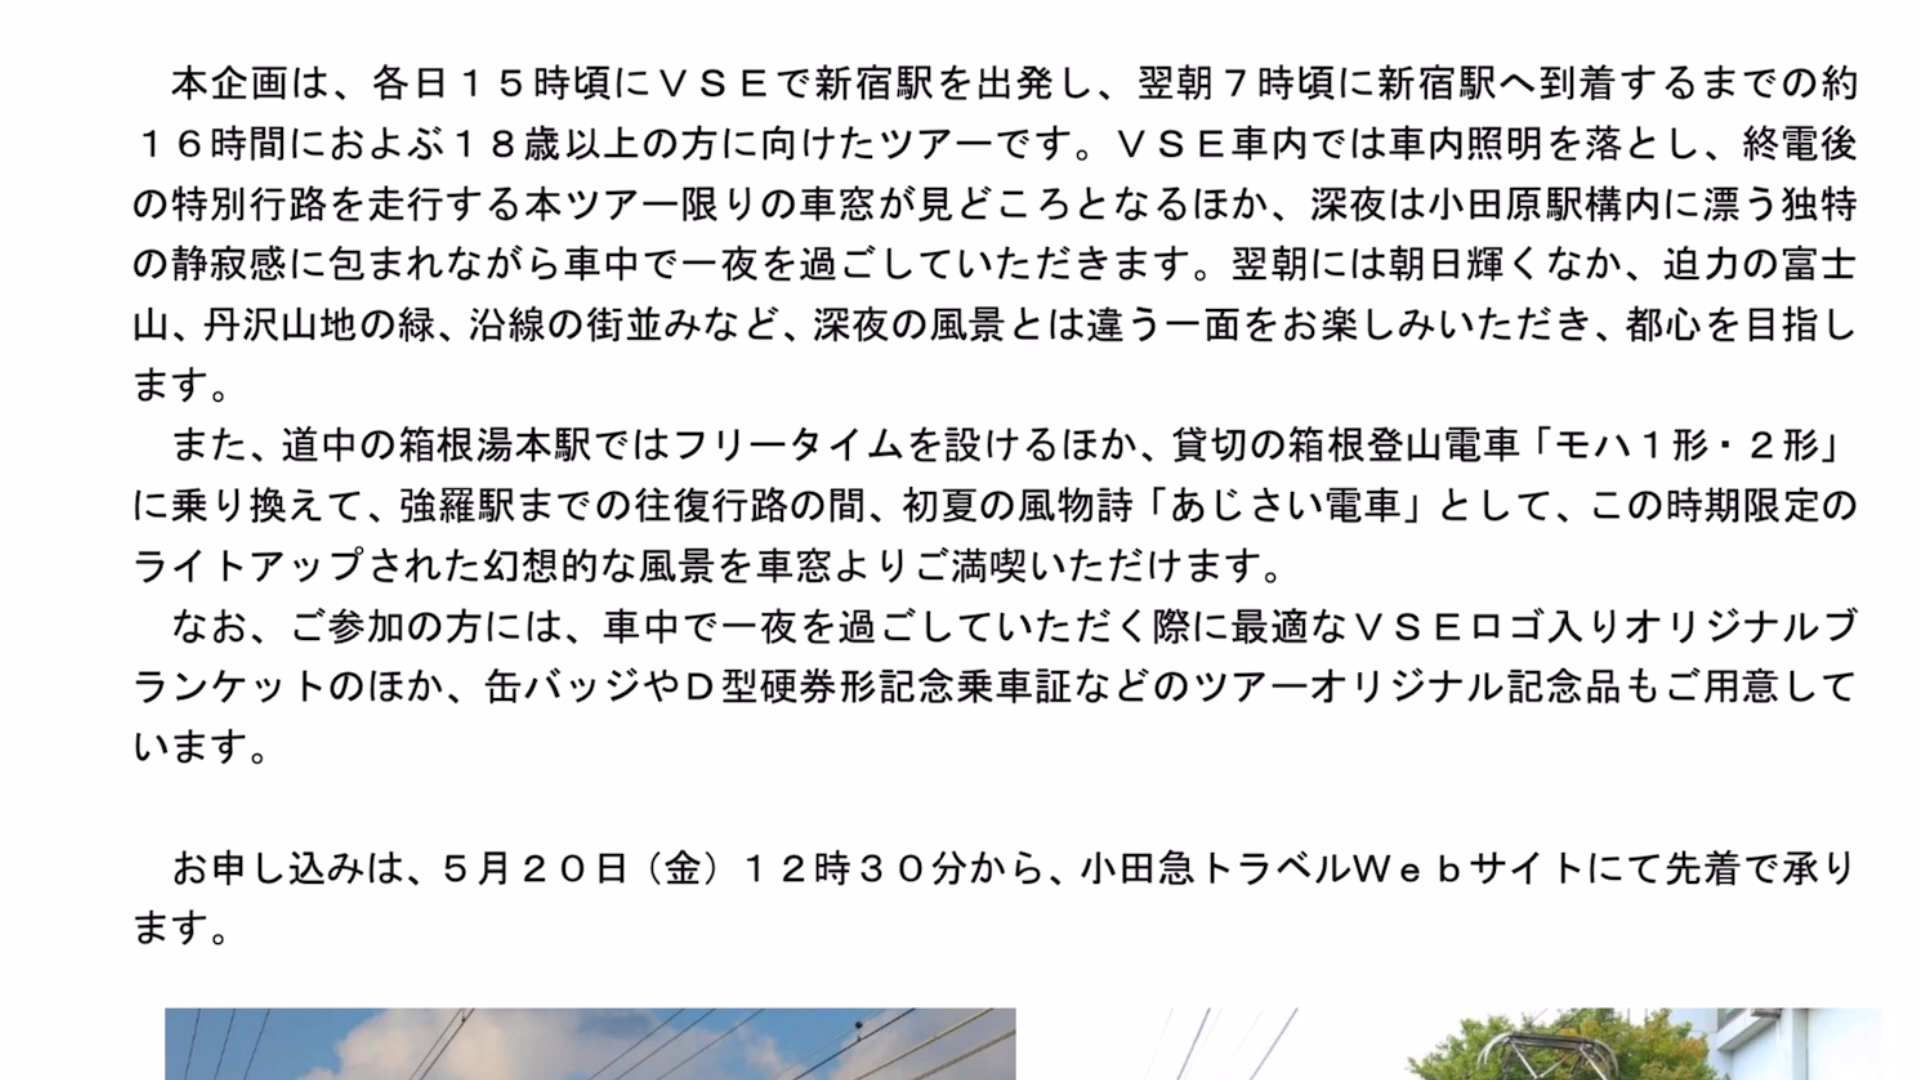 本企画は、各日１５時頃にＶＳＥで新宿駅を出発し、翌朝７時頃に新宿駅へ到着するまでの約
１６時間におよぶ１８歳以上の方に向けたツアーです。ＶＳＥ車内では車内照明を落とし、終電後
の特別行路を走行する本ツアー限りの車窓が見どころとなるほか、深夜は小田原駅構内に漂う独特
の静寂感に包まれながら車中で一夜を過ごしていただきます。翌朝には朝日輝くなか、迫力の富士
山、丹沢山地の緑、沿線の街並みなど、深夜の風景とは違う一面をお楽しみいただき、都心を目指し
ます。
また、道中の箱根湯本駅ではフリータイムを設けるほか、貸切の箱根登山電車「モハ１形・２形」
に乗り換えて、強羅駅までの往復行路の間、初夏の風物詩「あじさい電車」として、この時期限定の
ライトアップされた幻想的な風景を車窓よりご満喫いただけます。
なお、ご参加の方には、車中で一夜を過ごしていただく際に最適なＶＳＥロゴ入りオリジナルブ
ランケットのほか、缶バッジやＤ型硬券形記念乗車証などのツアーオリジナル記念品もご用意して
います。
お申し込みは、５月２０日（金）１２時３０分から、小田急トラベルＷｅｂサイトにて先着で承り
ます。